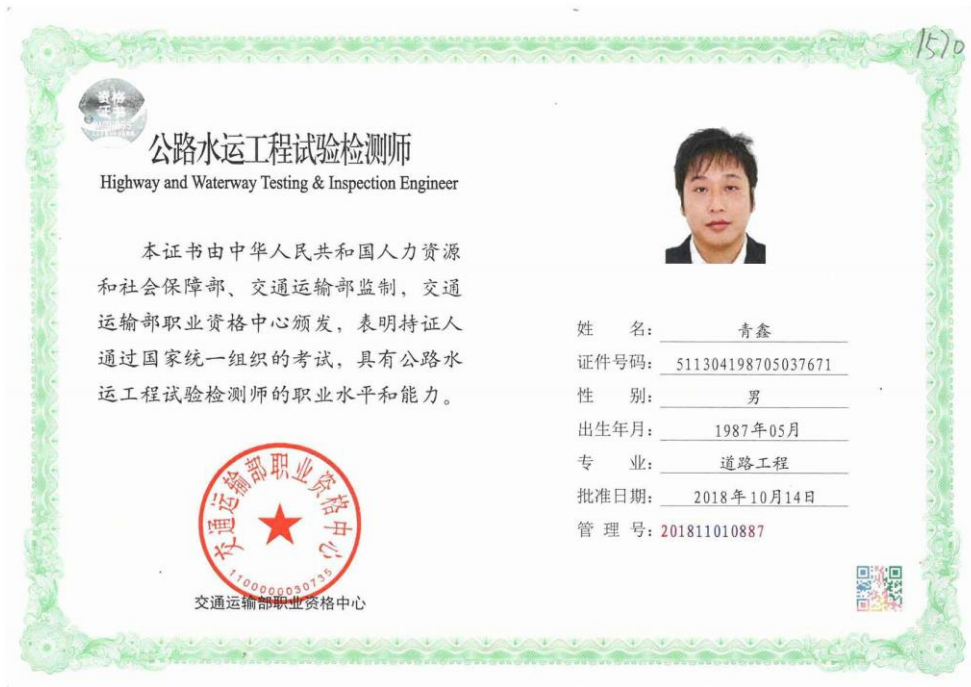 1570
资格
证书
公路水运工程试验检测师
Highway and Waterway Testing & Inspection Engineer
本证书由中华人民共和国人力资源
和社会保障部、交通运输部监制，交通
运输部职业资格中心颁发，表明持证人
通过国家统一组织的考试，具有公路水
运工程试验检测师的职业水平和能力。
交通运输部职业资格中心
1100000030735
交通运输部职业资格中心
姓 名： 青鑫
证件号码： 511304198705037671
性 别： 男
出生年月： 1987年05月
专 业： 道路工程
批准日期： 2018年10月14日
管 理 号：201811010887